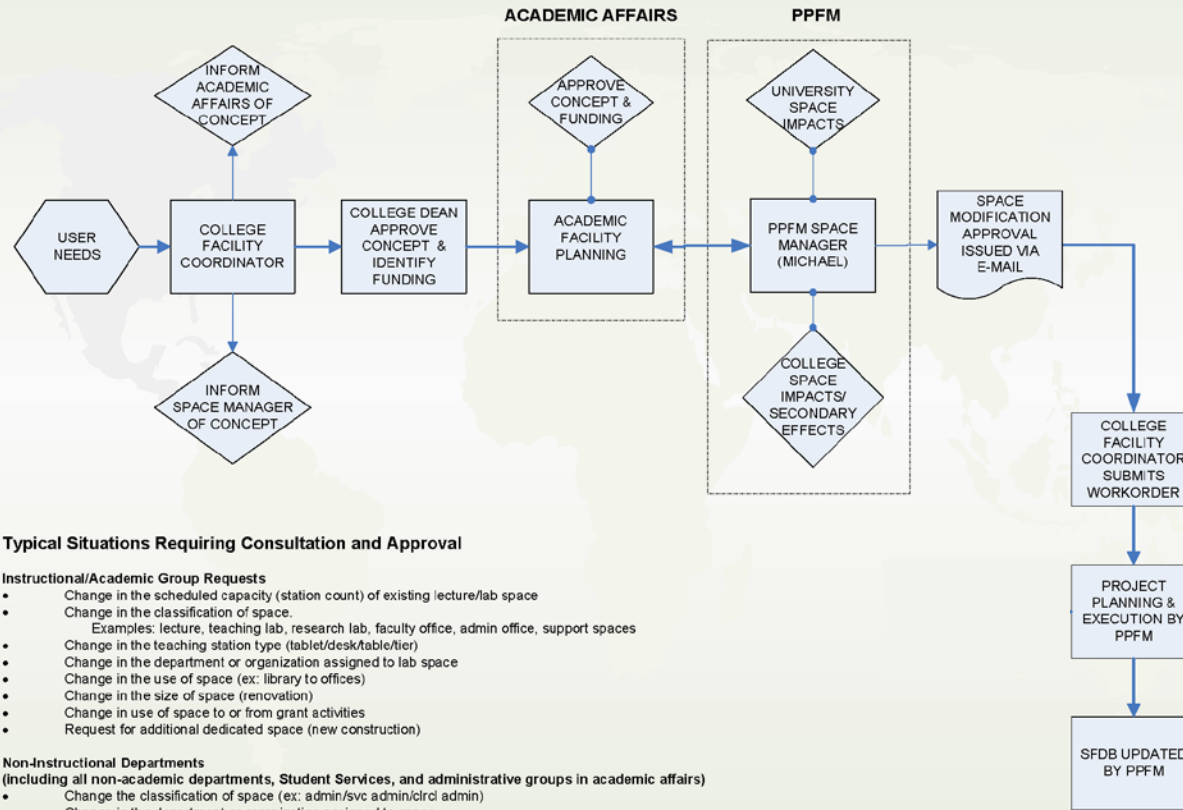 ACADEMIC AFFAIRS
PPFM
INFORM
ACADEMIC
AFFAIRS OF
CONCEPT
APPROVE
CONCEPT &
FUNDING
UNIVERSITY
SPACE
IMPACTS
USER
NEEDS
COLLEGE
FACILITY
COORDINATOR
COLLEGE DEAN
APPROVE
CONCEPT &
IDENTIFY
FUNDING
ACADEMIC
FACILITY
PLANNING
PPFM SPACE
MANAGER
(MICHAEL)
SPACE
MODIFICATION
APPROVAL
ISSUED VIA
E-MAIL
INFORM
SPACE MANAGER
OF CONCEPT
COLLEGE
SPACE
IMPACTS/
SECONDARY
EFFECTS
COLLEGE
FACILITY
COORDINATOR
SUBMITS
WORKORDER
PROJECT
PLANNING &
EXECUTION BY
PPFM
SFDB UPDATED
BY PPFM
Typical Situations Requiring Consultation and Approval
Instructional/Academic Group Requests
• Change in the scheduled capacity (station count) of existing lecture/lab space
• Change in the classification of space.
Examples: lecture, teaching lab, research lab, faculty office, admin office, support spaces
• Change in the teaching station type (tablet/desk/table/tier)
• Change in the department or organization assigned to lab space
• Change in the use of space (ex: library to offices)
• Change in the size of space (renovation)
• Change in use of space to or from grant activities
• Request for additional dedicated space (new construction)
Non-Instructional Departments
(including all non-academic departments, Student Services, and administrative groups in academic affairs)
• Change the classification of space (ex: admin/svc admin/clrcl admin)